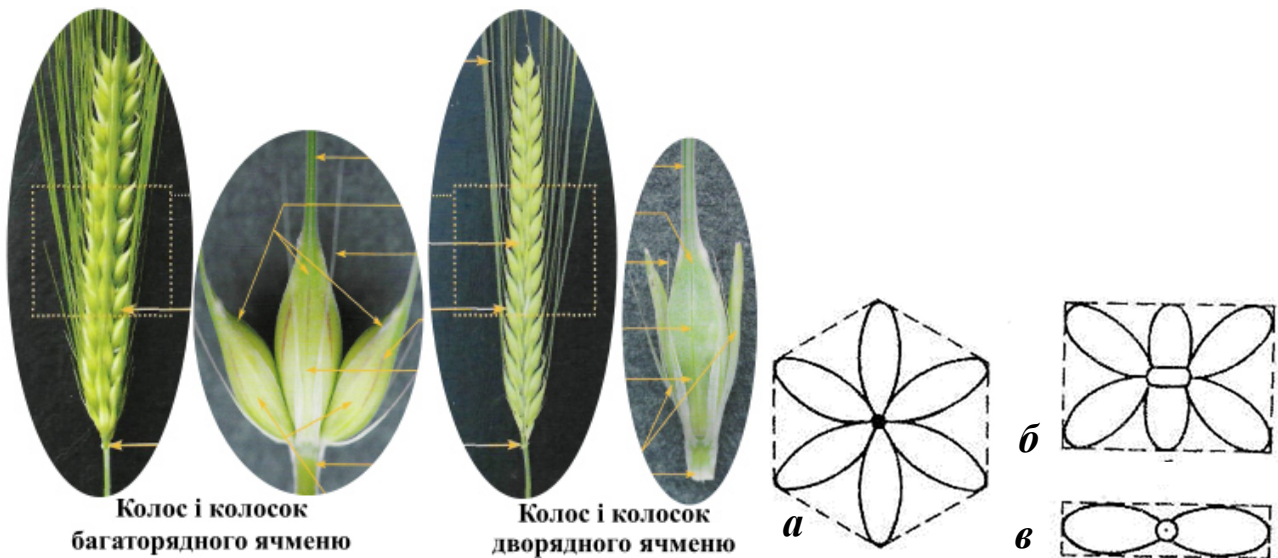 Колос і колосок
багаторядного ячменю
Колос і колосок
дворядного ячменю
а
б
в